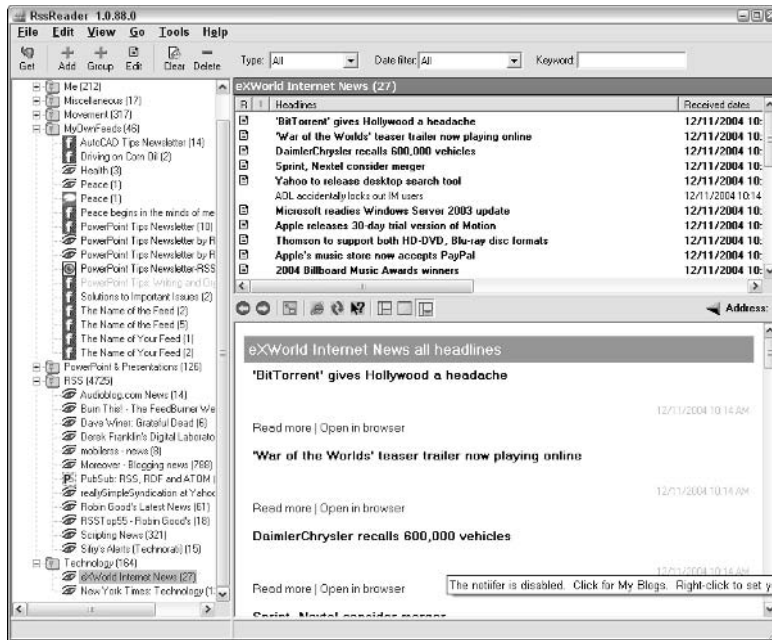 RssReader 1.0.88.0
File Edit View Go Tools Help
Get Add Group Edit Clear Delete Type: All Date filter: All Keyword:
Me (212)
Miscellaneous (17)
Movement (317)
MyOwnFeeds (46)
AutoCAD Tips Newsletter (14)
Driving on Corn Oil (2)
Health (3)
Peace (1)
Peace (1)
Peace begins in the minds of me
PowerPoint Tips Newsletter (10)
PowerPoint Tips Newsletter by R
PowerPoint Tips Newsletter by R
PowerPoint Tips Newsletter-RSS
PowerPoint Tips: Writing and
Solutions to Important Issues (2)
The Name of the Feed (2)
The Name of the Feed (5)
The Name of Your Feed (1)
The Name of Your Feed (2)
PowerPoint & Presentations (126)
RSS (4725)
Audioblog.com News (14)
Burn This! - The FeedBurner We
Dave Winer: Grateful Dead (6)
Derek Franklin's Digital Laborato
mobilerss - news (8)
Moreover - Blogging news (788)
PubSub: RSS, RDF and ATOM (
reallySimpleSyndication at Yahoo
Robin Good's Latest News (61)
RSSTop55 - Robin Good's (18)
Scripting News (321)
Sifry's Alerts (Technorati) (15)
Technology (164)
eXWorld Internet News (27)
New York Times: Technology (1
eXWorld Internet News (27)
R ! Headlines Received dates
'BitTorrent' gives Hollywood a headache 12/11/2004 10:
'War of the Worlds' teaser trailer now playing online 12/11/2004 10:
DaimlerChrysler recalls 600,000 vehicles 12/11/2004 10:
Sprint, Nextel consider merger 12/11/2004 10:
Yahoo to release desktop search tool 12/11/2004 10:
AOL accidentally locks out IM users 12/11/2004 10:14
Microsoft readies Windows Server 2003 update 12/11/2004 10:
Apple releases 30-day trial version of Motion 12/11/2004 10:
Thomson to support both HD-DVD, Blu-ray disc formats 12/11/2004 10:
Apple's music store now accepts PayPal 12/11/2004 10:
2004 Billboard Music Awards winners 12/11/2004 10:
Address:
eXWorld Internet News all headlines
'BitTorrent' gives Hollywood a headache
12/11/2004 10:14 AM
Read more | Open in browser
'War of the Worlds' teaser trailer now playing online
12/11/2004 10:14 AM
Read more | Open in browser
DaimlerChrysler recalls 600,000 vehicles
12/11/2004 10:14 AM
Read more | Open in browser
The notiifer is disabled. Click for My Blogs. Right-click to set y
Sprint, Nextel consider merger